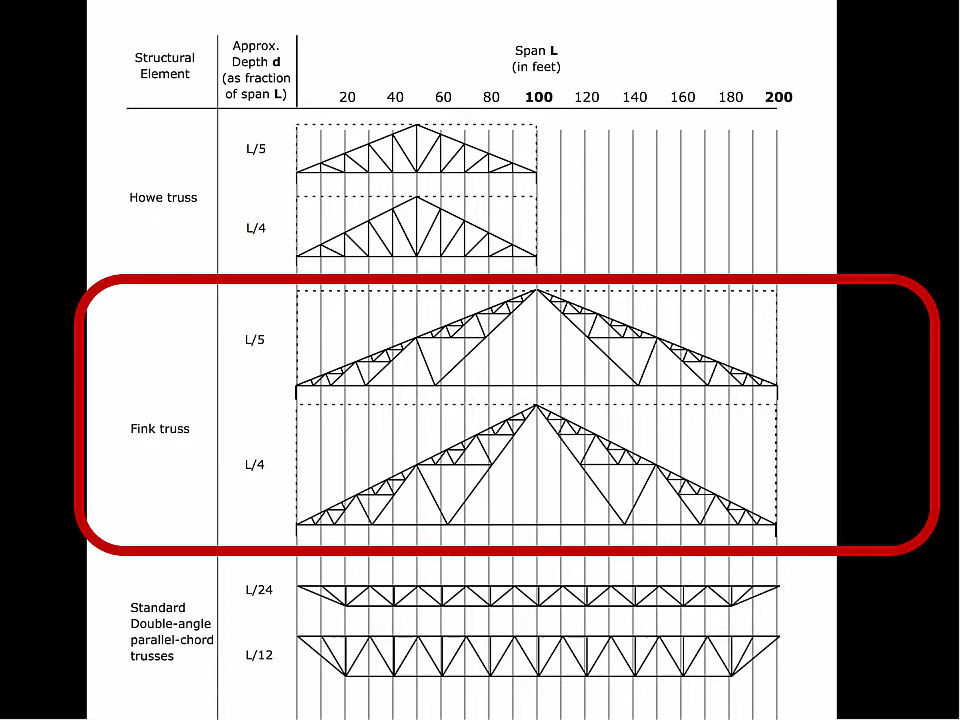 Structural
Element
Approx.
Depth d
(as fraction
of span L)
Span L
(in feet)
20 40 60 80 100 120 140 160 180 200
Howe truss
L/5
L/4
Fink truss
L/5
L/4
Standard
Double-angle
parallel-chord
trusses
L/24
L/12